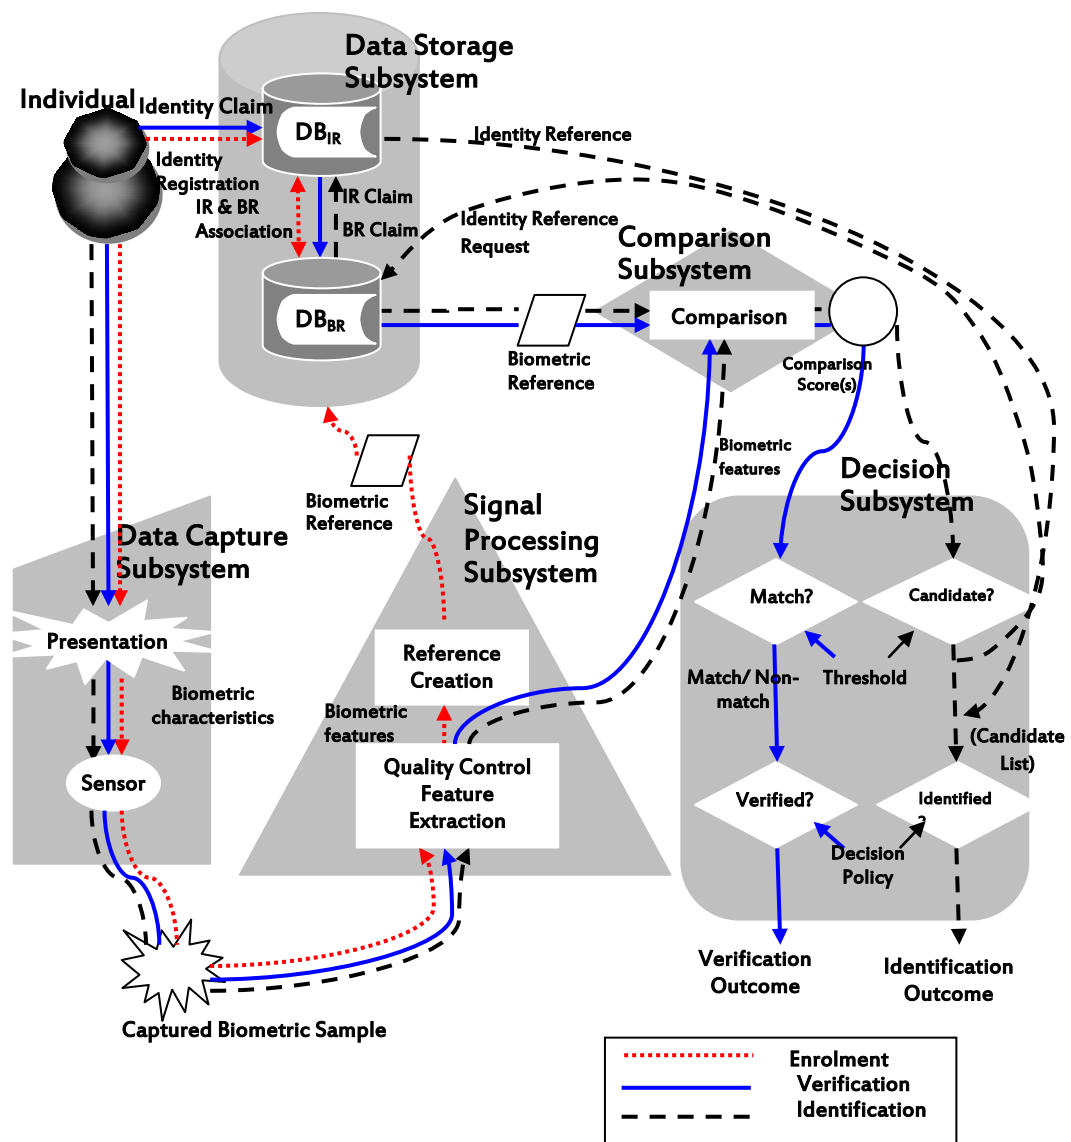 Data Storage
Subsystem
Individual
Identity Claim
DBIR
Identity Reference
Identity
Registration
IR & BR
Association
IR Claim
BR Claim
Identity Reference
Request
Comparison
Subsystem
DBBR
Comparison
Biometric
Reference
Comparison
Score(s)
Biometric
features
Decision
Subsystem
Biometric
Reference
Signal
Processing
Subsystem
Data Capture
Subsystem
Match?
Candidate?
Presentation
Reference
Creation
Threshold
Match/ Non-
match
Biometric
characteristics
Biometric
features
(Candidate
List)
Sensor
Quality Control
Feature
Extraction
Verified?
Identified
?
Decision
Policy
Verification
Outcome
Identification
Outcome
Captured Biometric Sample
Enrolment
Verification
Identification